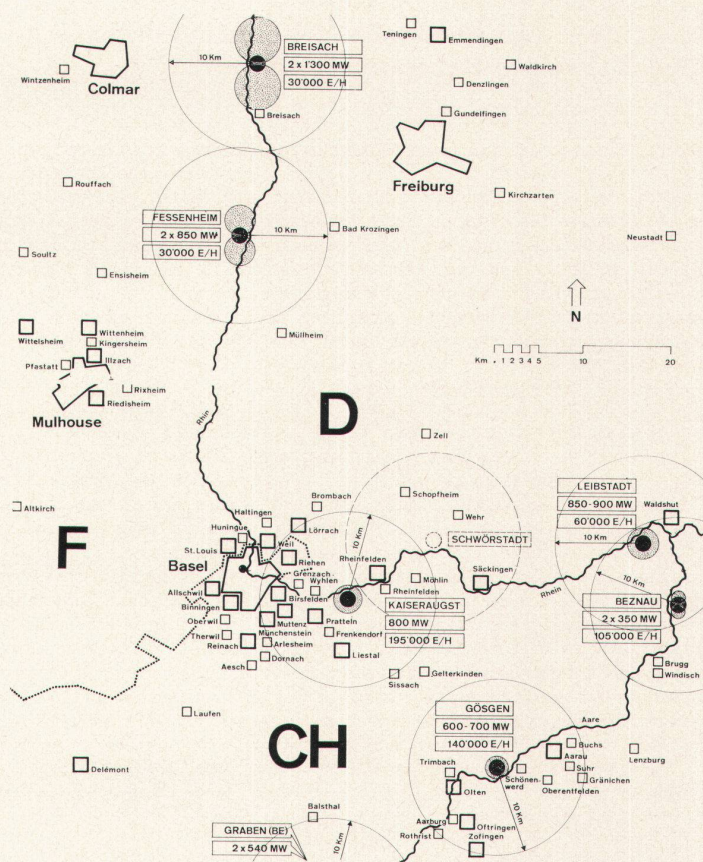 Teningen
Emmendingen
10 Km
BREISACH
2 x 1'300 MW
30'000 E/H
Waldkirch
Wintzenheim
Colmar
Denzlingen
Breisach
Gundelfingen
Freiburg
Rouffach
Kirchzarten
FESSENHEIM
2 x 850 MW
30'000 E/H
10 Km
Bad Krozingen
Neustadt
Soultz
Ensisheim
N
Wittelsheim
Wittenheim
Kingersheim
Müllheim
Illzach
Pfastatt
Km. 1 2 3 4 5 10 20
Rixheim
Riedisheim
Mulhouse
Rhin
D
Zell
LEIBSTADT
850-900 MW
60'000 E/H
10 Km
Waldshut
Altkirch
F
Brombach
Schopfheim
Haltingen
Wehr
Huningue
Lörrach
10 Km
SCHWÖRSTADT
St.Louis
Weil
Riehen
Basel
Rheinfelden
Grenzach
Wyhlen
Möhlin
Säckingen
10 Km
Rheinfelden
Rhein
Allschwil
Birsfelden
KAISERAUGST
800 MW
195'000 E/H
BEZNAU
2 x 350 MW
105'000 E/H
Binningen
Oberwil
Muttenz
Pratteln
Therwil
Münchenstein
Frenkendorf
Reinach
Arlesheim
Liestal
Dornach
Aesch
Brugg
Windisch
Sissach
Gelterkinden
Laufen
GÖSGEN
600-700 MW
140'000 E/H
Aare
CH
Buchs
Aarau
Lenzburg
Delémont
Trimbach
Suhr
Schönen-
werd
Gränichen
Oberentfelden
Olten
10 Km
Balsthal
Aarburg
Oftringen
Rothrist
Zofingen
GRABEN (BE)
2 x 540 MW
10 Km